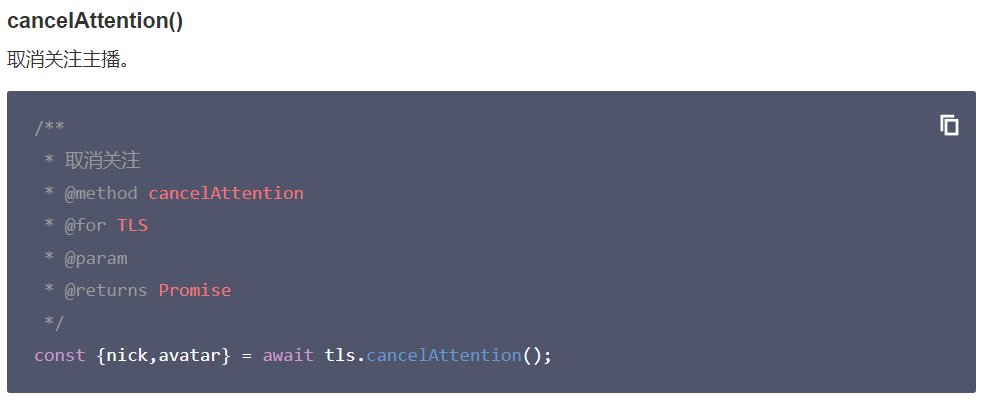 cancelAttention()
取消关注主播。
/**
 * 取消关注
 * @method cancelAttention
 * @for TLS
 * @param
 * @returns Promise
 */
const {nick,avatar} = await tls.cancelAttention();